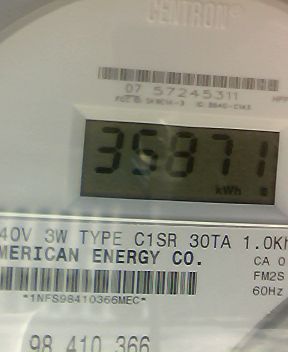 CENTRON®
07 57245311
35871
kWh
40V 3W TYPE C1SR 30TA 1.0Kh
MERICAN ENERGY CO.
CA 0
FM2S
60Hz
*1NFS98410366MEC*
98 410 366